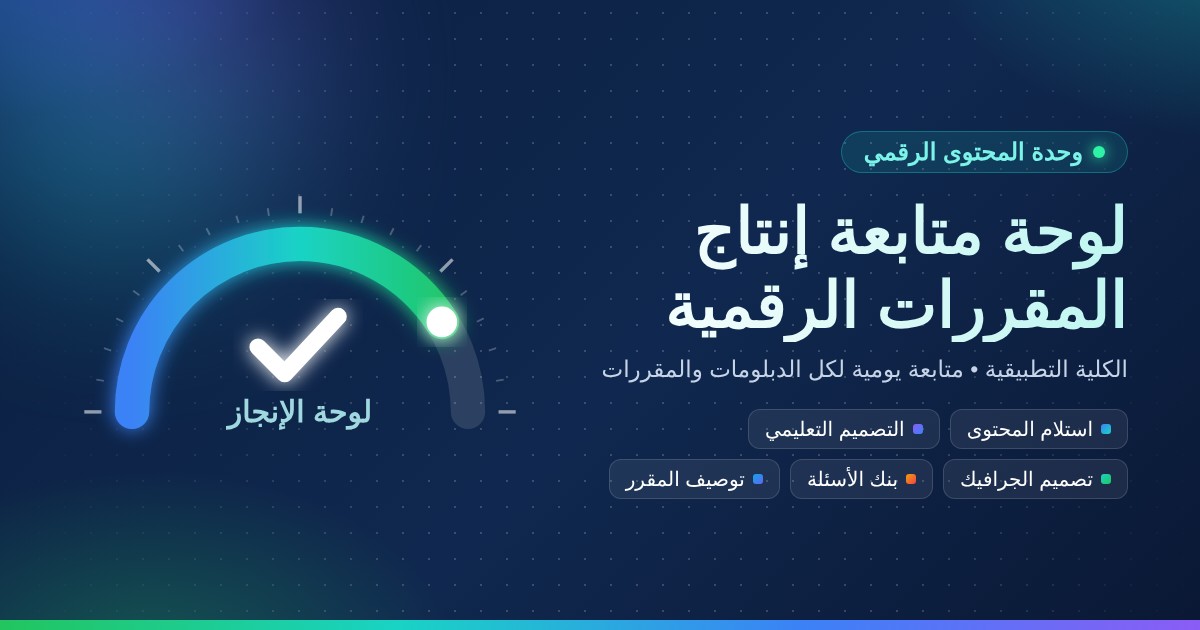 وحدة المحتوى الرقمي
لوحة متابعة إنتاج
المقررات الرقمية
الكلية التطبيقية • متابعة يومية لكل الدبلومات والمقررات
استلام المحتوى
التصميم التعليمي
تصميم الجرافيك
بنك الأسئلة
توصيف المقرر
لوحة الإنجاز